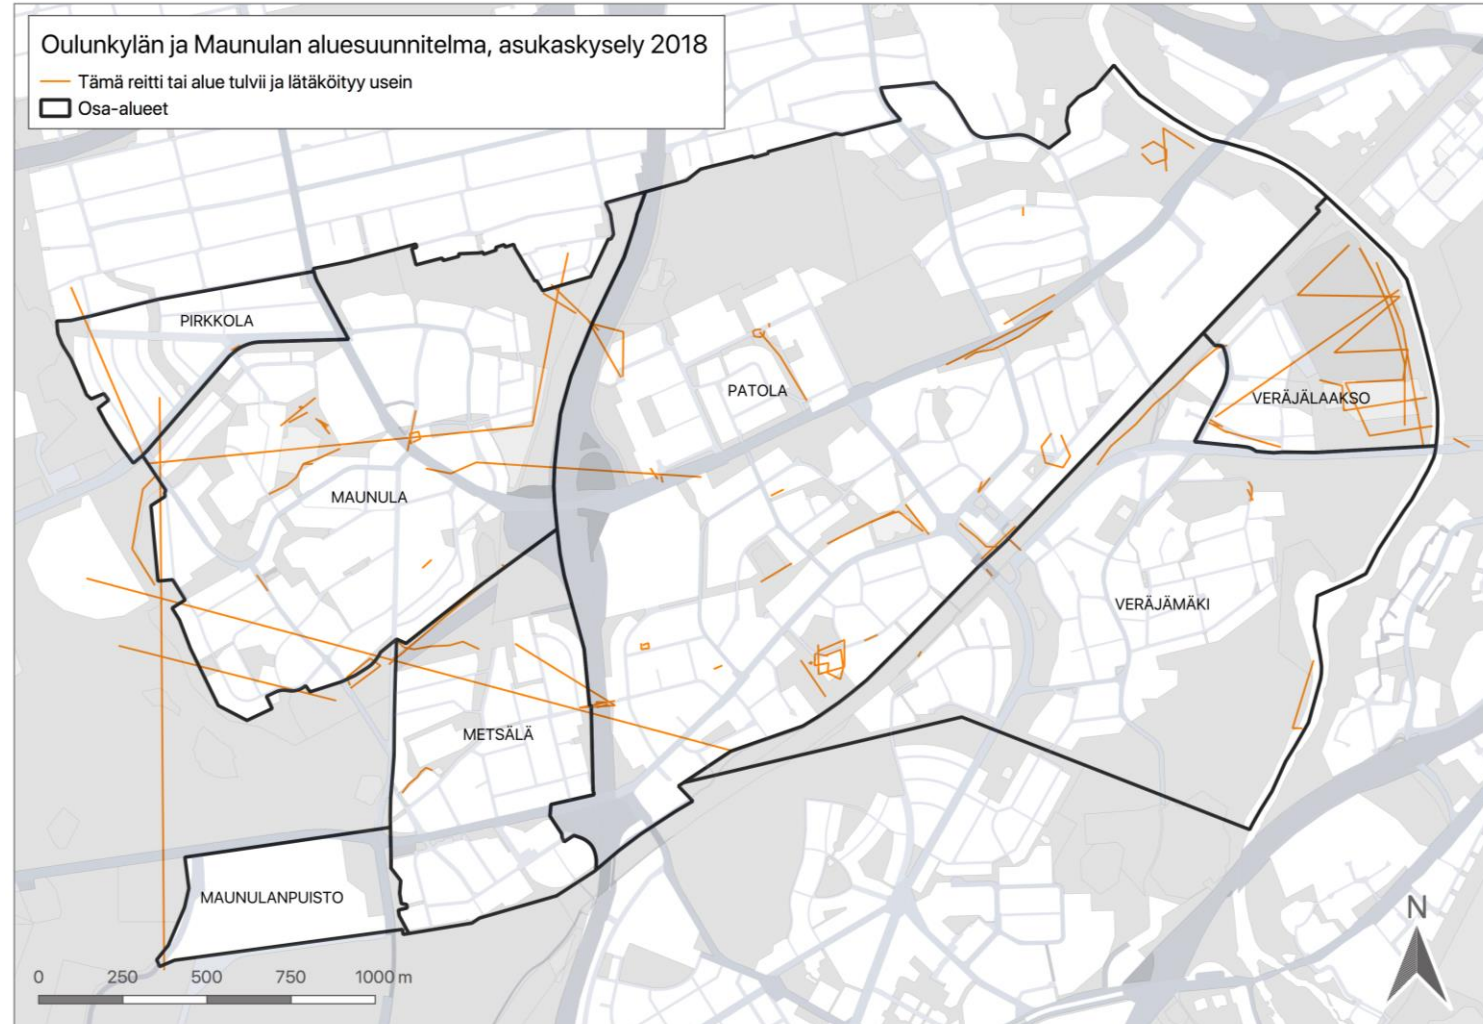 Oulunkylän ja Maunulan aluesuunnitelma, asukaskysely 2018
Tämä reitti tai alue tulvii ja lätäköityy usein
Osa-alueet
PIRKKOLA
PATOLA
VERÄJÄLAAKSO
MAUNULA
VERÄJÄMÄKI
METSÄLÄ
MAUNULANPUISTO
N
0 250 500 750 1000 m